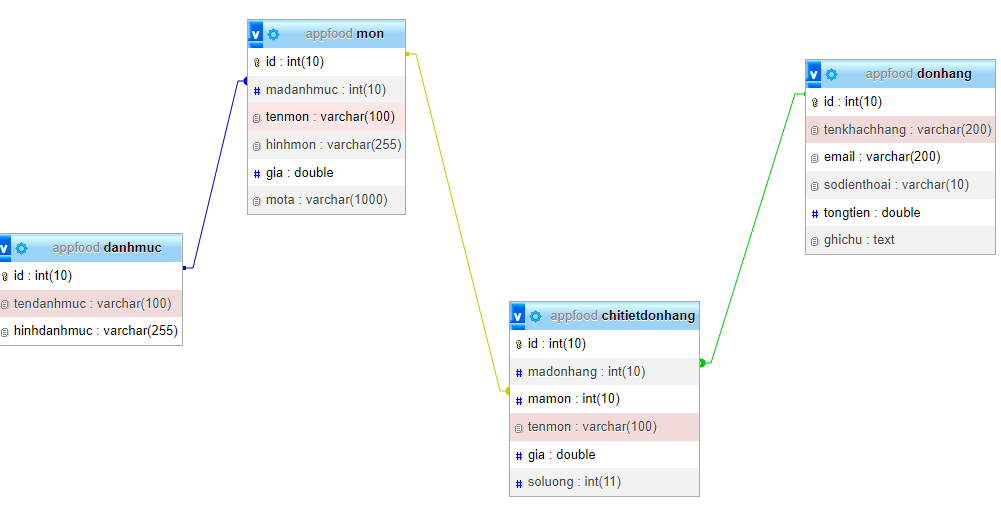 v appfood mon
id : int(10)
# madanhmuc : int(10)
tenmon : varchar(100)
hinhmon : varchar(255)
# gia : double
mota : varchar(1000)
v appfood donhang
id : int(10)
tenkhachhang : varchar(200)
email : varchar(200)
sodienthoai : varchar(10)
# tongtien : double
ghichu : text
v appfood danhmuc
id : int(10)
tendanhmuc : varchar(100)
hinhdanhmuc : varchar(255)
v appfood chitietdonhang
id : int(10)
# madonhang : int(10)
# mamon : int(10)
tenmon : varchar(100)
# gia : double
# soluong : int(11)